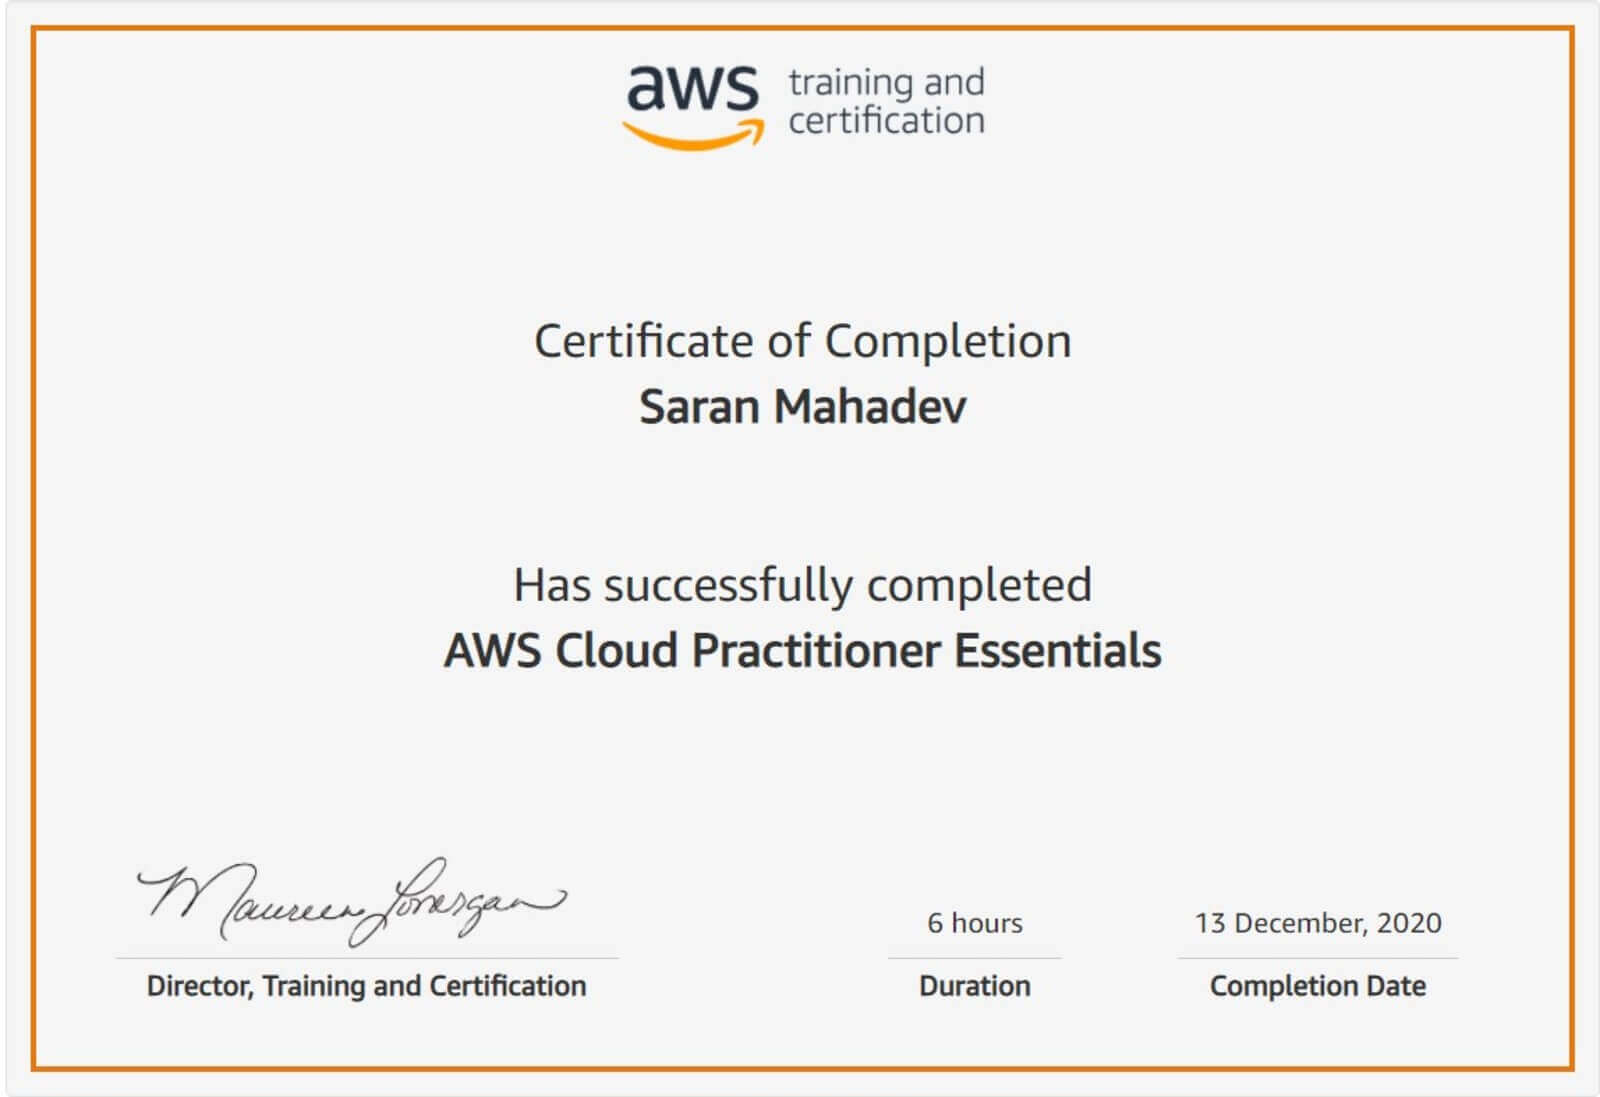 aws training and
certification
Certificate of Completion
Saran Mahadev
Has successfully completed
AWS Cloud Practitioner Essentials
Maureen Lonergan
6 hours
13 December, 2020
Director, Training and Certification
Duration
Completion Date